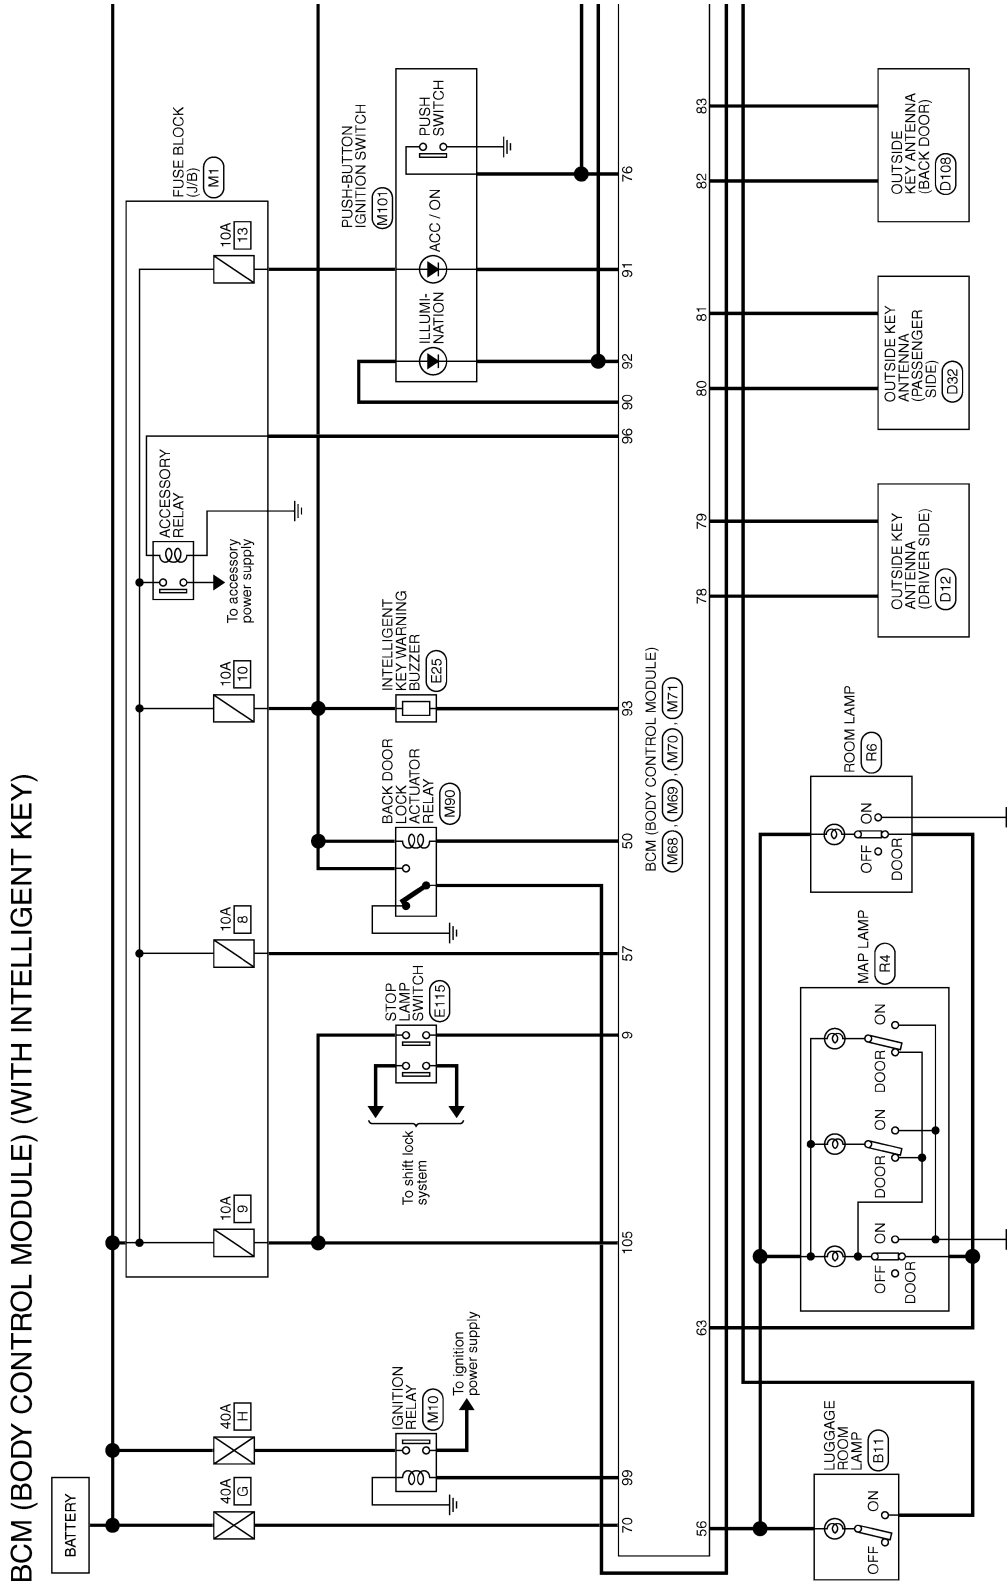 BCM (BODY CONTROL MODULE) (WITH INTELLIGENT KEY)
BATTERY
40A
G
40A
H
10A
9
10A
8
10A
10
10A
13
FUSE BLOCK
(J/B)
M1
ACCESSORY
RELAY
To accessory
power supply
IGNITION
RELAY
M10
To ignition
power supply
To shift lock
system
STOP
LAMP
SWITCH
E115
BACK DOOR
LOCK
ACTUATOR
RELAY
M90
INTELLIGENT
KEY WARNING
BUZZER
E25
PUSH-BUTTON
IGNITION SWITCH
M101
ILLUMI-
NATION
ACC / ON
PUSH
SWITCH
70
99
105
9
57
50
93
96
90
92
91
76
BCM (BODY CONTROL MODULE)
M68 , M69 , M70 , M71
56
63
78
79
80
81
82
83
LUGGAGE
ROOM
LAMP
B11
OFF
ON
MAP LAMP
R4
OFF
ON
DOOR
DOOR
ON
DOOR
ON
ROOM LAMP
R6
OFF
ON
DOOR
OUTSIDE KEY
ANTENNA
(DRIVER SIDE)
D12
OUTSIDE KEY
ANTENNA
(PASSENGER
SIDE)
D32
OUTSIDE
KEY ANTENNA
(BACK DOOR)
D108